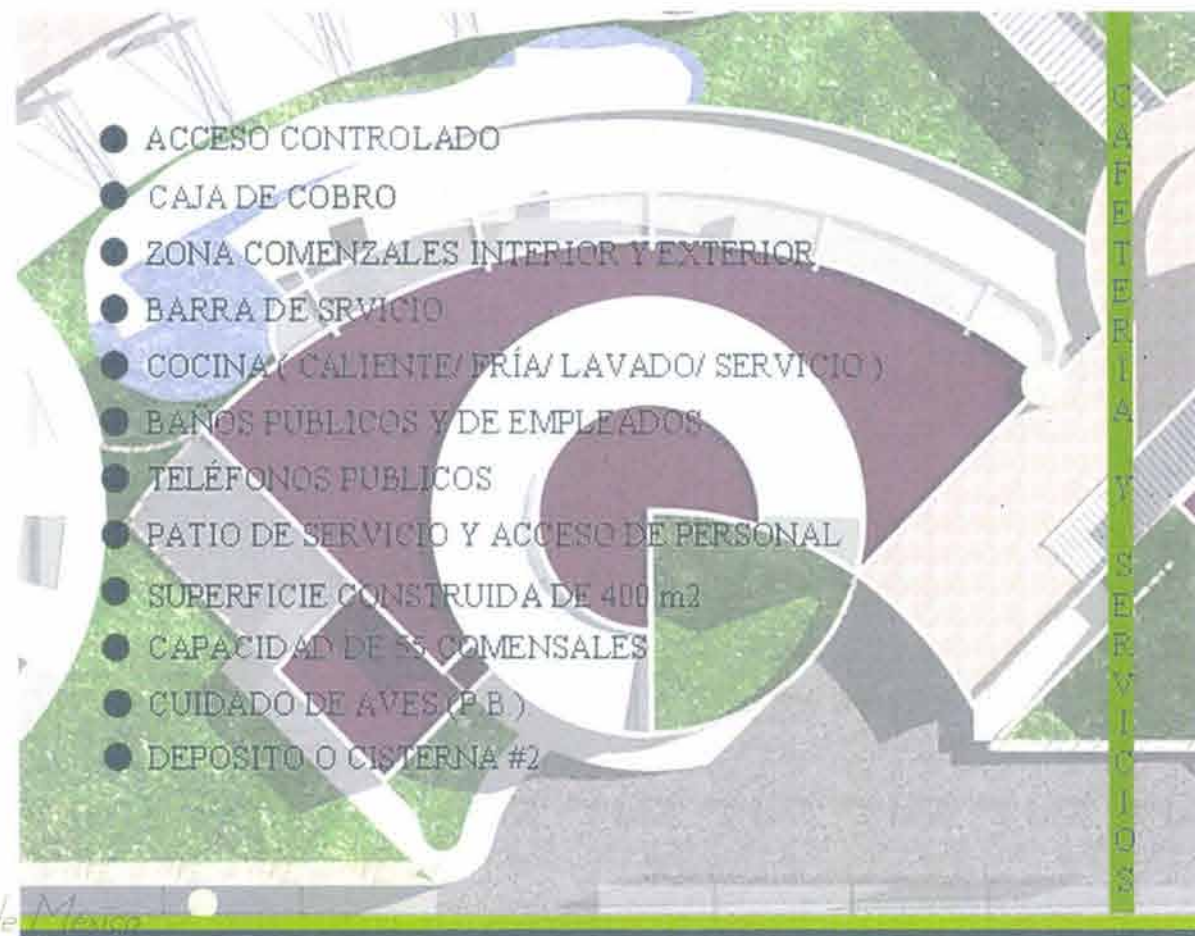 ACCESO CONTROLADO
CAJA DE COBRO
ZONA COMENZALES INTERIOR Y EXTERIOR
BARRA DE SRVICIO
COCINA ( CALIENTE/ FRÍA/ LAVADO/ SERVICIO )
BAÑOS PUBLICOS Y DE EMPLEADOS
TELÉFONOS PUBLICOS
PATIO DE SERVICIO Y ACCESO DE PERSONAL
SUPERFICIE CONSTRUIDA DE 400 m2
CAPACIDAD DE 55 COMENSALES
CUIDADO DE AVES (P.B.)
DEPOSITO O CISTERNA #2
CAFETERÍA Y SERVICIOS
de México